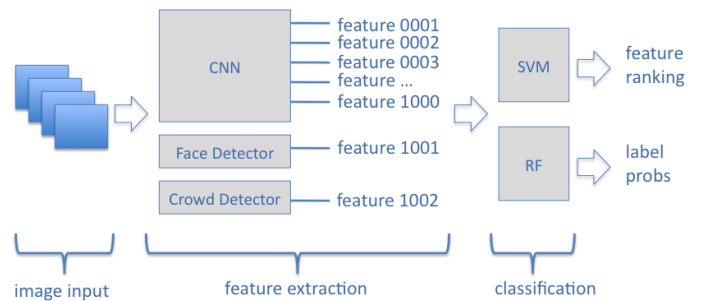 CNN
feature 0001
feature 0002
feature 0003
feature ...
feature 1000
Face Detector
feature 1001
Crowd Detector
feature 1002
SVM
feature
ranking
RF
label
probs
image input
feature extraction
classification